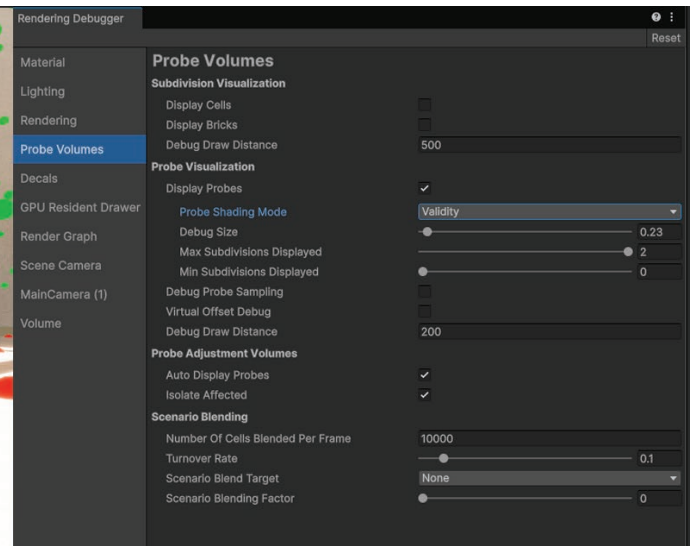 Rendering Debugger
Reset
Material
Lighting
Rendering
Probe Volumes
Decals
GPU Resident Drawer
Render Graph
Scene Camera
MainCamera (1)
Volume
Probe Volumes
Subdivision Visualization
Display Cells
Display Bricks
Debug Draw Distance 500
Probe Visualization
Display Probes
Probe Shading Mode Validity
Debug Size 0.23
Max Subdivisions Displayed 2
Min Subdivisions Displayed 0
Debug Probe Sampling
Virtual Offset Debug
Debug Draw Distance 200
Probe Adjustment Volumes
Auto Display Probes
Isolate Affected
Scenario Blending
Number Of Cells Blended Per Frame 10000
Turnover Rate 0.1
Scenario Blend Target None
Scenario Blending Factor 0